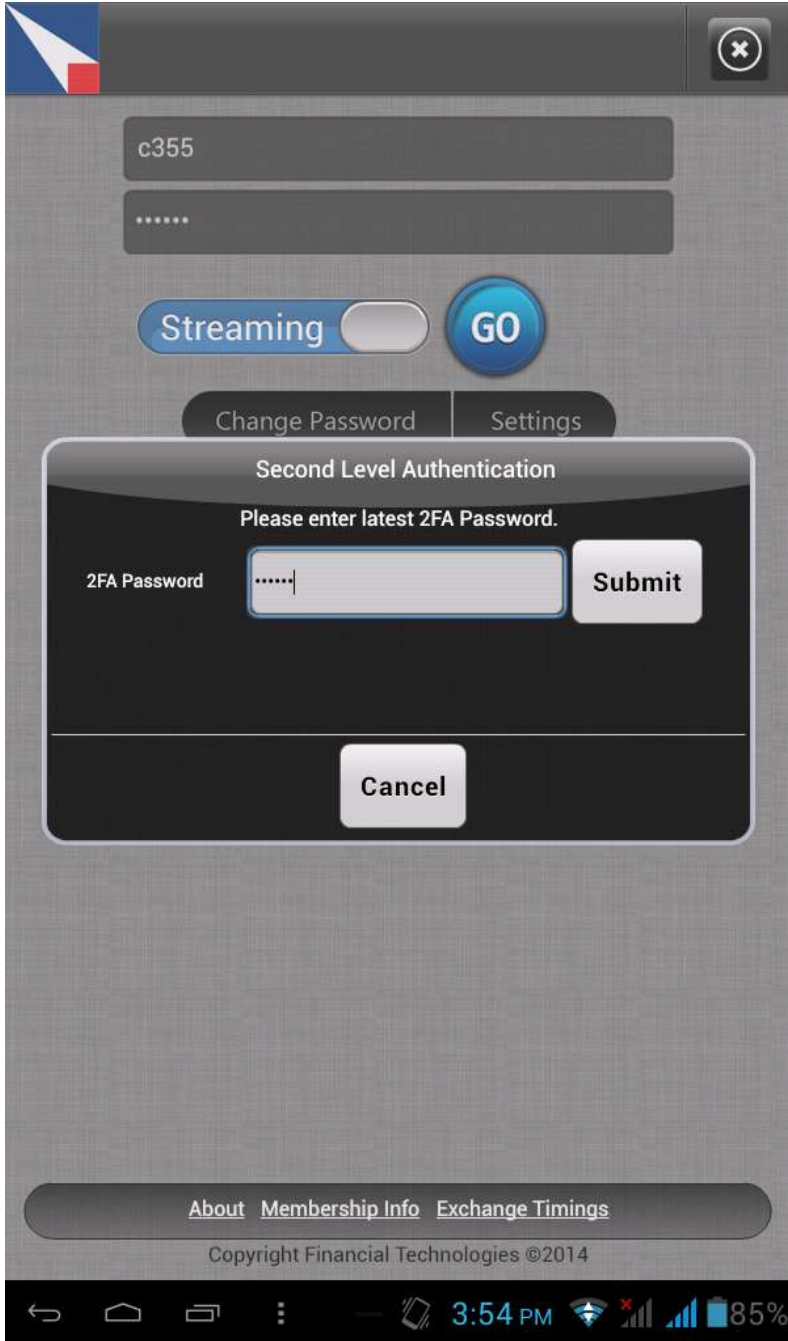 c355
••••••
Streaming
GO
Change Password Settings
Second Level Authentication
Please enter latest 2FA Password.
2FA Password •••••• Submit
Cancel
About Membership Info Exchange Timings
Copyright Financial Technologies ©2014
3:54 PM 85%